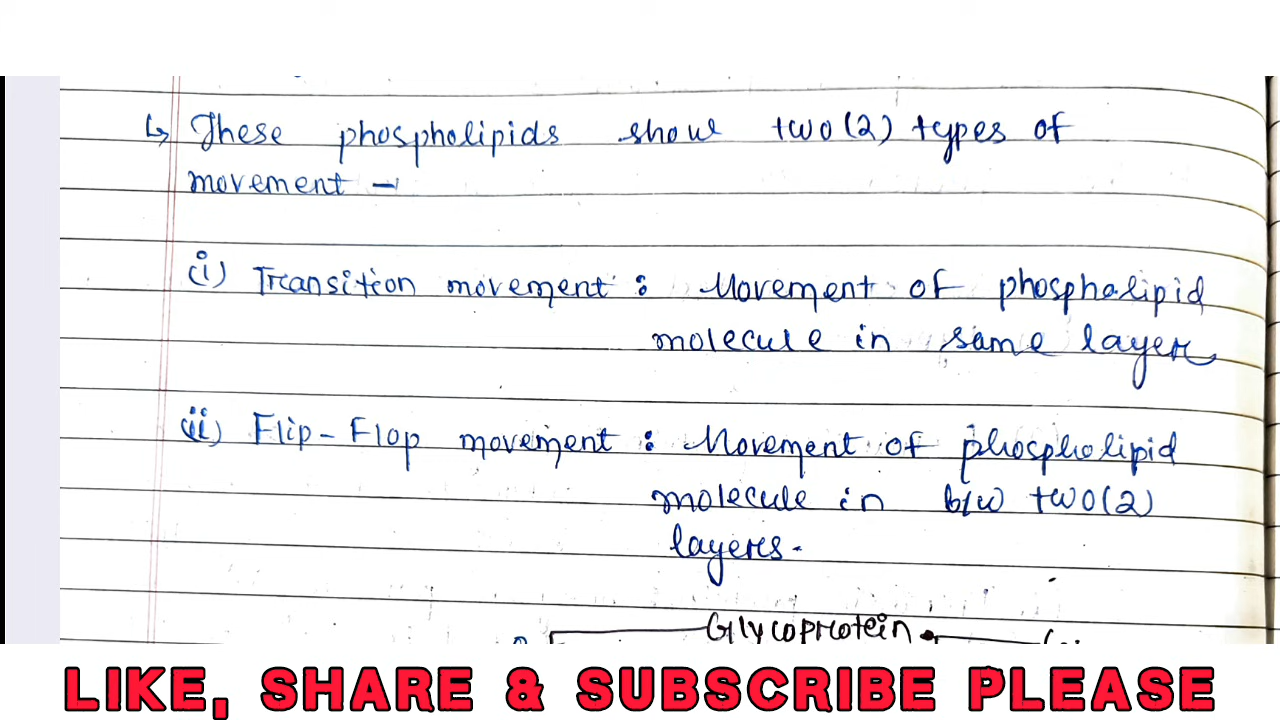 ↳ These phospholipids show two(2) types of
movement →
(i) Transition movement : Movement of phospholipid
molecule in same layer
(ii) Flip-Flop movement : Movement of phospholipid
molecule in b/w two(2)
layers.
Glycoprotein
LIKE, SHARE & SUBSCRIBE PLEASE